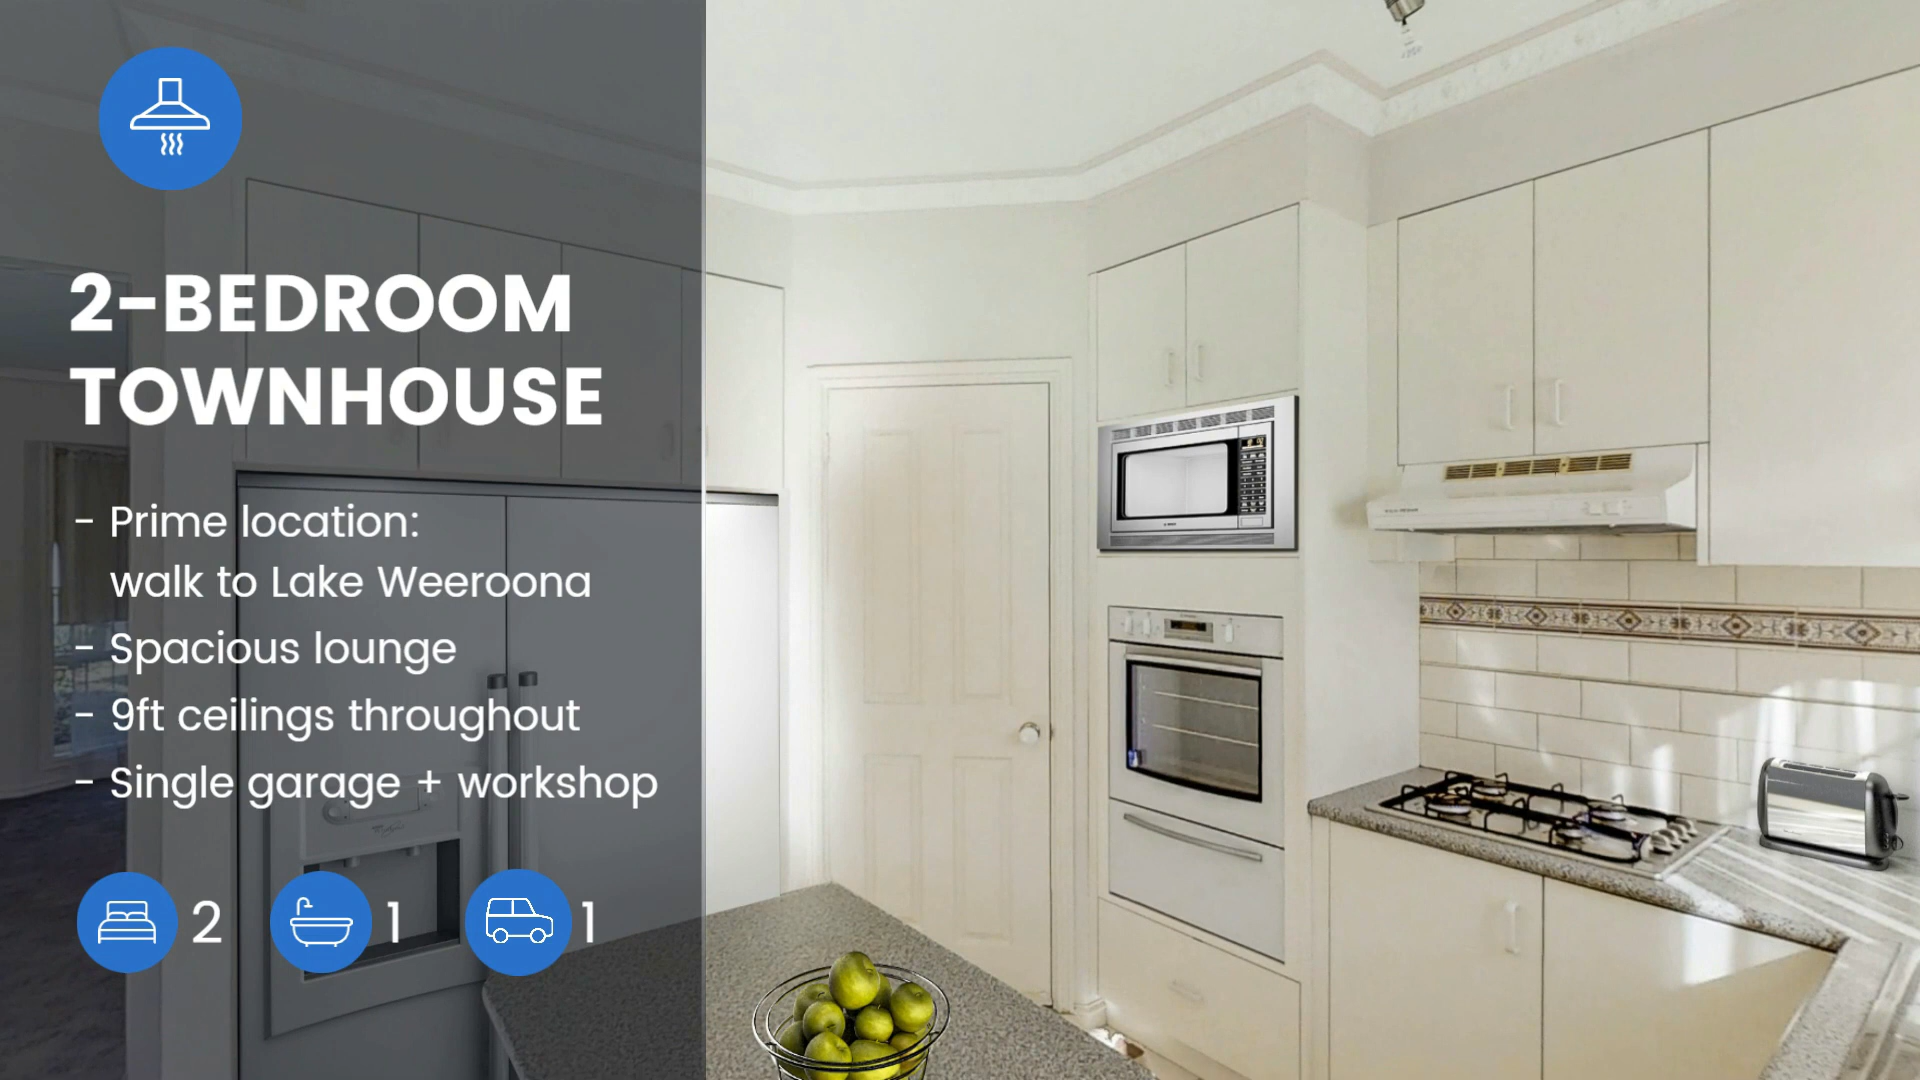 2-BEDROOM
TOWNHOUSE
- Prime location:
walk to Lake Weeroona
- Spacious lounge
- 9ft ceilings throughout
- Single garage + workshop
2 1 1